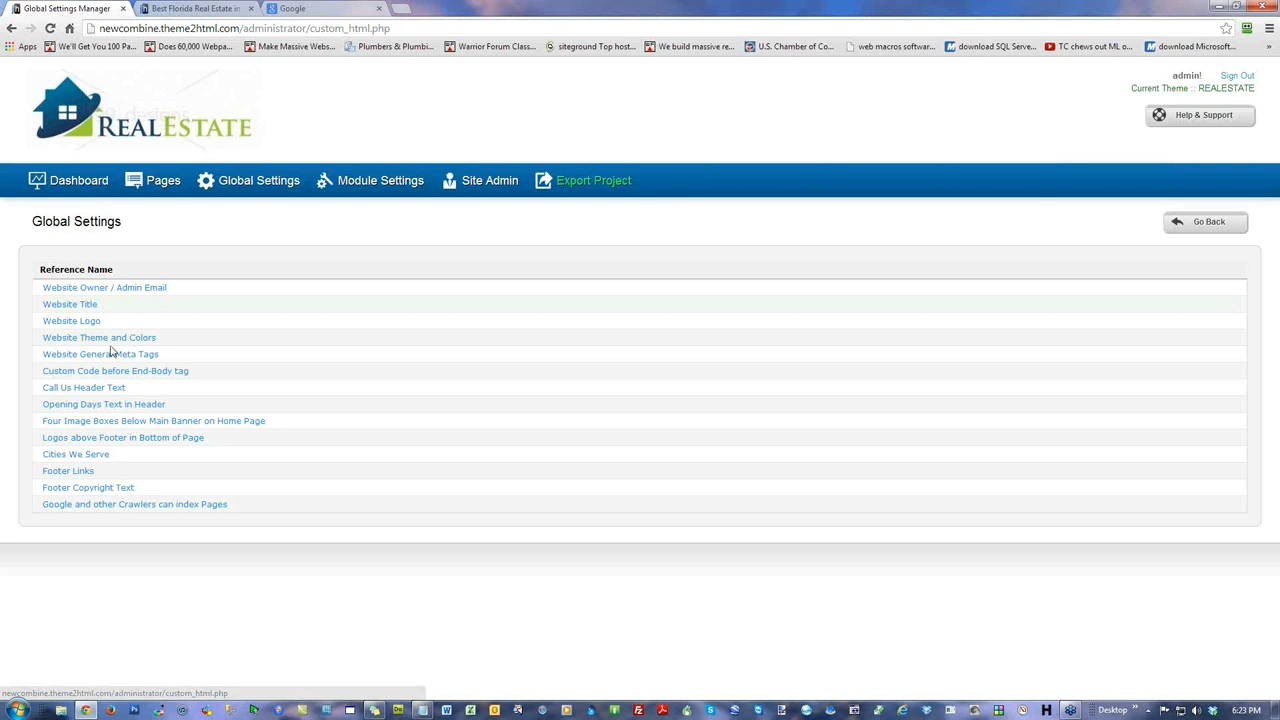 Global Settings Manager
Best Florida Real Estate in
Google
newcombine.theme2html.com/administrator/custom_html.php
Apps
We'll Get You 100 Pa...
Does 60,000 Webpa...
Make Massive Webs...
Plumbers & Plumbi...
Warrior Forum Class...
siteground Top host...
We build massive re...
U.S. Chamber of Co...
web macros softwar...
download SQL Serve...
TC chews out ML o...
download Microsoft...
admin! Sign Out
Current Theme :: REALESTATE
REALESTATE
Help & Support
Dashboard Pages Global Settings Module Settings Site Admin Export Project
Global Settings
Go Back
Reference Name
Website Owner / Admin Email
Website Title
Website Logo
Website Theme and Colors
Website General Meta Tags
Custom Code before End-Body tag
Call Us Header Text
Opening Days Text in Header
Four Image Boxes Below Main Banner on Home Page
Logos above Footer in Bottom of Page
Cities We Serve
Footer Links
Footer Copyright Text
Google and other Crawlers can index Pages
newcombine.theme2html.com/administrator/custom_html.php
Desktop
6:23 PM